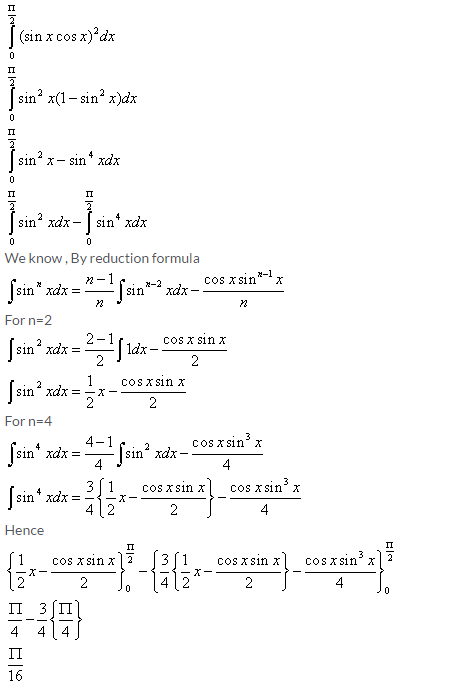 ∫₀^(Π/2) (sin x cos x)² dx
∫₀^(Π/2) sin² x(1 − sin² x)dx
∫₀^(Π/2) sin² x − sin⁴ xdx
∫₀^(Π/2) sin² xdx − ∫₀^(Π/2) sin⁴ xdx
We know , By reduction formula
∫sinⁿ xdx = (n−1)/n ∫sinⁿ⁻² xdx − (cos x sinⁿ⁻¹ x)/n
For n=2
∫sin² xdx = (2−1)/2 ∫1dx − (cos x sin x)/2
∫sin² xdx = 1/2 x − (cos x sin x)/2
For n=4
∫sin⁴ xdx = (4−1)/4 ∫sin² xdx − (cos x sin³ x)/4
∫sin⁴ xdx = 3/4 {1/2 x − (cos x sin x)/2} − (cos x sin³ x)/4
Hence
{1/2 x − (cos x sin x)/2}₀^(Π/2) − {3/4 {1/2 x − (cos x sin x)/2} − (cos x sin³ x)/4}₀^(Π/2)
Π/4 − 3/4 {Π/4}
Π/16